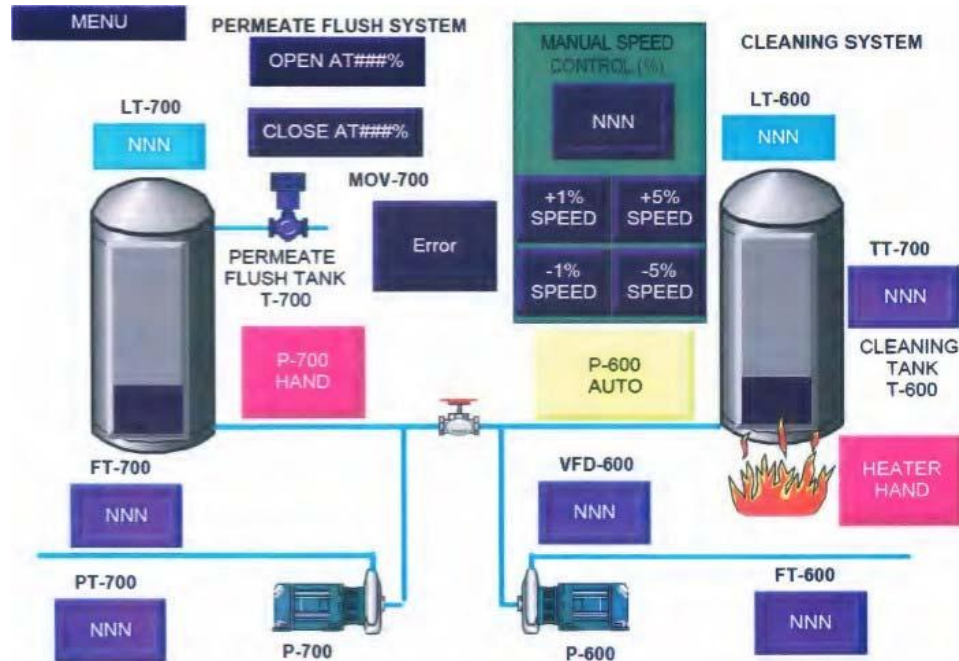 MENU
PERMEATE FLUSH SYSTEM
OPEN AT###%
CLOSE AT###%
LT-700
NNN
MOV-700
Error
PERMEATE
FLUSH TANK
T-700
MANUAL SPEED
CONTROL (%)
NNN
+1%
SPEED
+5%
SPEED
-1%
SPEED
-5%
SPEED
CLEANING SYSTEM
LT-600
NNN
TT-700
NNN
CLEANING
TANK
T-600
P-700
HAND
P-600
AUTO
HEATER
HAND
FT-700
NNN
VFD-600
NNN
PT-700
NNN
P-700
P-600
FT-600
NNN